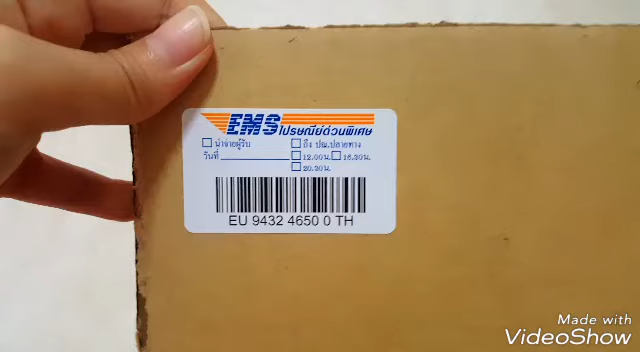 EMS ไปรษณีย์ด่วนพิเศษ
นำจ่ายผู้รับ ถึง ปณ.ปลายทาง
วันที่ 12.00น. 16.30น.
20.30น.
EU 9432 4650 0 TH
Made with
VideoShow